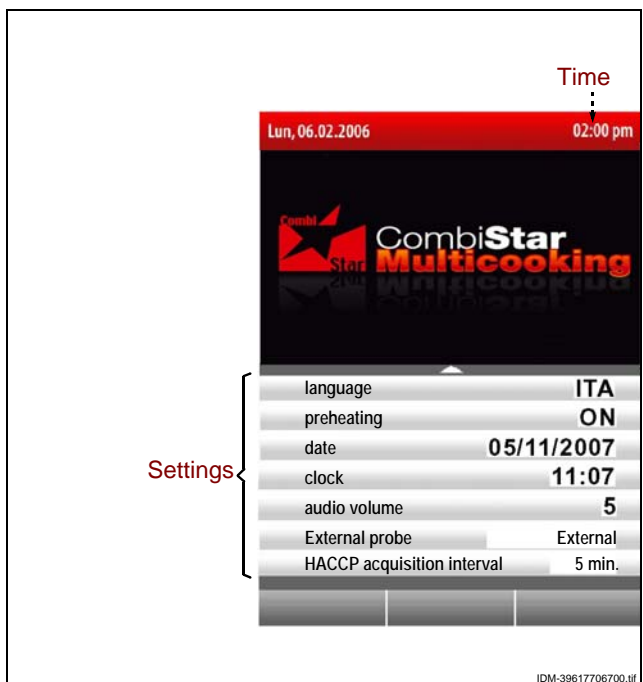 Time
Lun, 06.02.2006 02:00 pm
Combi
Star
CombiStar
Multicooking
language ITA
preheating ON
date 05/11/2007
clock 11:07
audio volume 5
External probe External
HACCP acquisition interval 5 min.
Settings
IDM-39617706700.tif